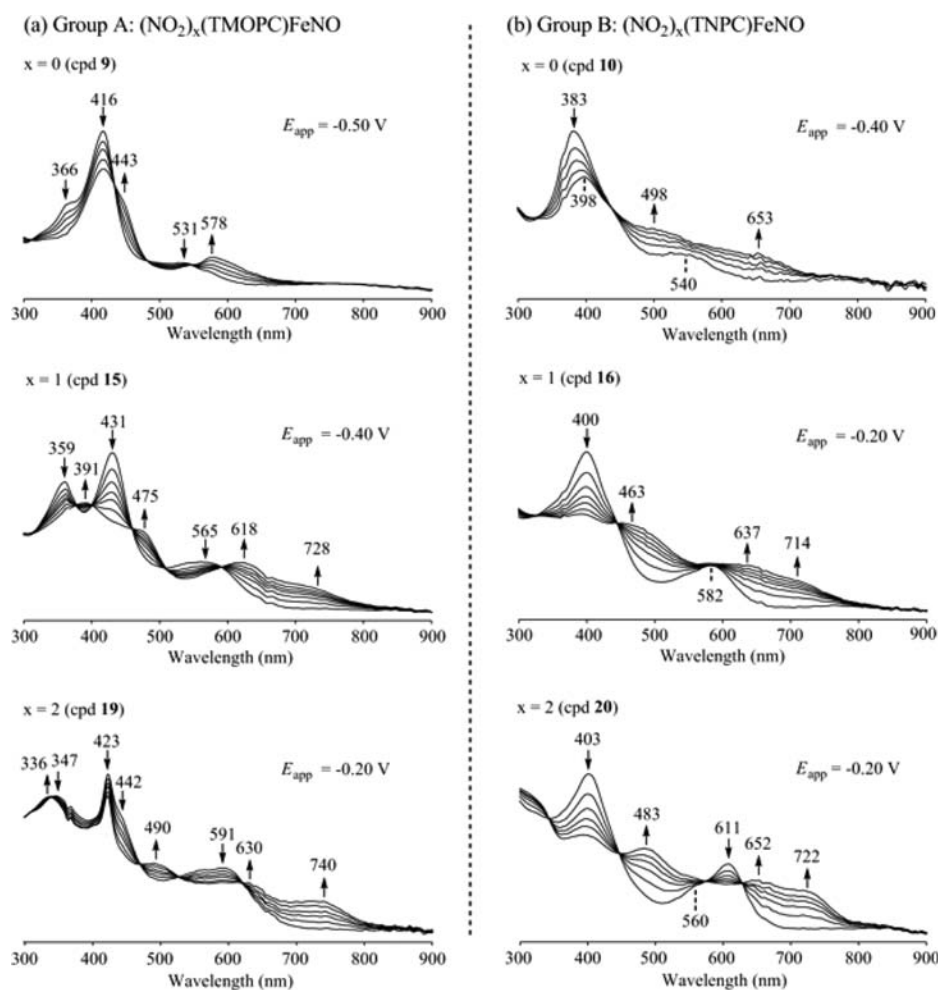 (a) Group A: (NO₂)ₓ(TMOPC)FeNO
x = 0 (cpd 9)
416
E_app = -0.50 V
366
443
531 578
300 400 500 600 700 800 900
Wavelength (nm)
x = 1 (cpd 15)
431
E_app = -0.40 V
359
391
475
565 618
728
300 400 500 600 700 800 900
Wavelength (nm)
x = 2 (cpd 19)
423
E_app = -0.20 V
336 347
442
490
591
630
740
300 400 500 600 700 800 900
Wavelength (nm)
(b) Group B: (NO₂)ₓ(TNPC)FeNO
x = 0 (cpd 10)
383
E_app = -0.40 V
398
498
653
540
300 400 500 600 700 800 900
Wavelength (nm)
x = 1 (cpd 16)
400
E_app = -0.20 V
463
637
714
582
300 400 500 600 700 800 900
Wavelength (nm)
x = 2 (cpd 20)
403
E_app = -0.20 V
483
611
652
722
560
300 400 500 600 700 800 900
Wavelength (nm)